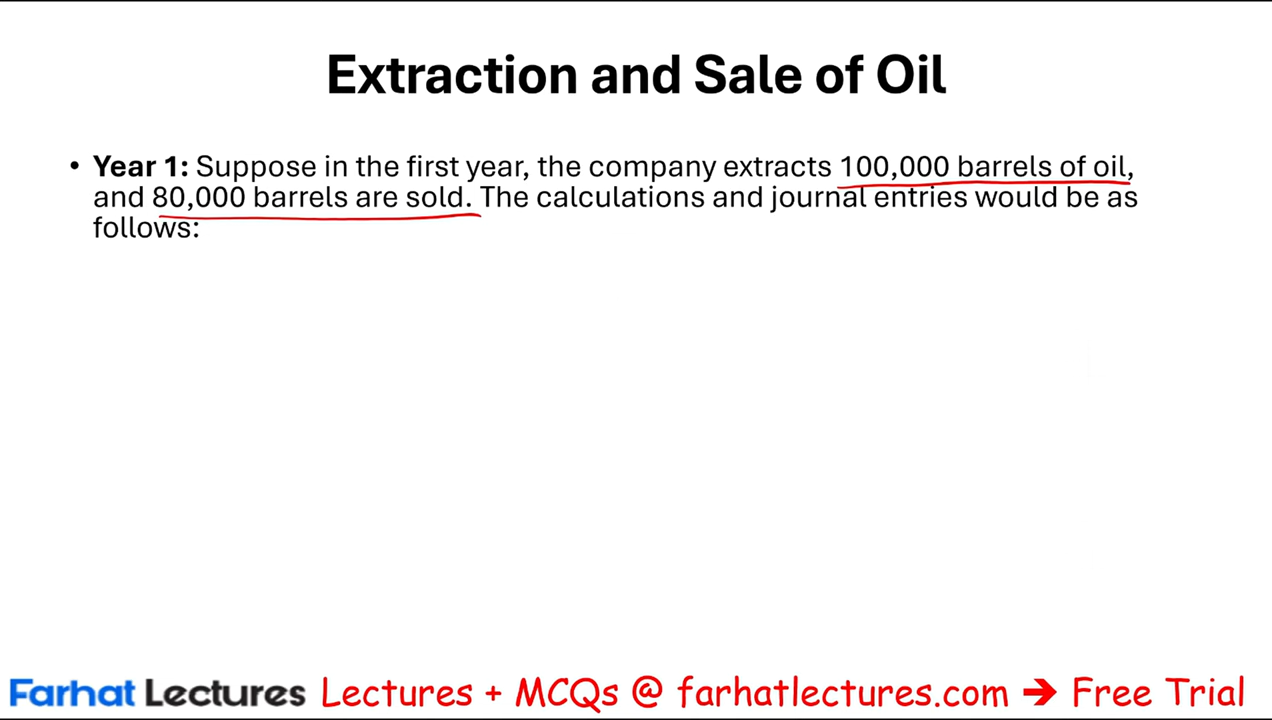 Extraction and Sale of Oil
• Year 1: Suppose in the first year, the company extracts 100,000 barrels of oil,
and 80,000 barrels are sold. The calculations and journal entries would be as
follows:
Farhat Lectures Lectures + MCQs @ farhatlectures.com ➔ Free Trial